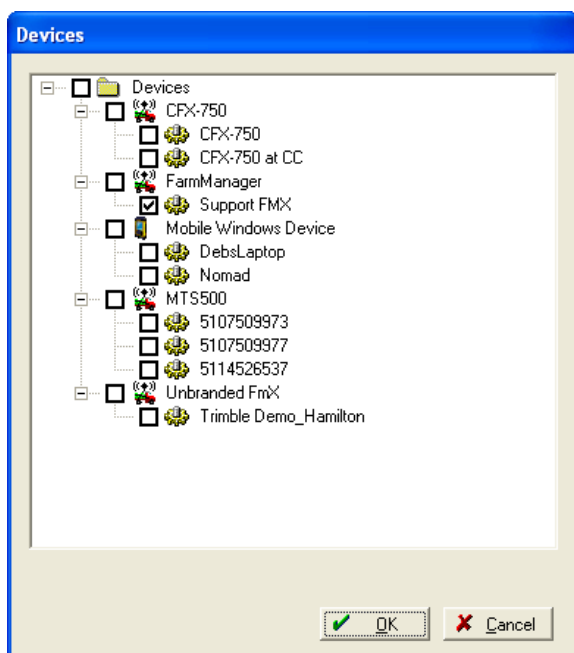 Devices
Devices
CFX-750
CFX-750
CFX-750 at CC
FarmManager
Support FMX
Mobile Windows Device
DebsLaptop
Nomad
MTS500
5107509973
5107509977
5114526537
Unbranded FmX
Trimble Demo_Hamilton
OK Cancel